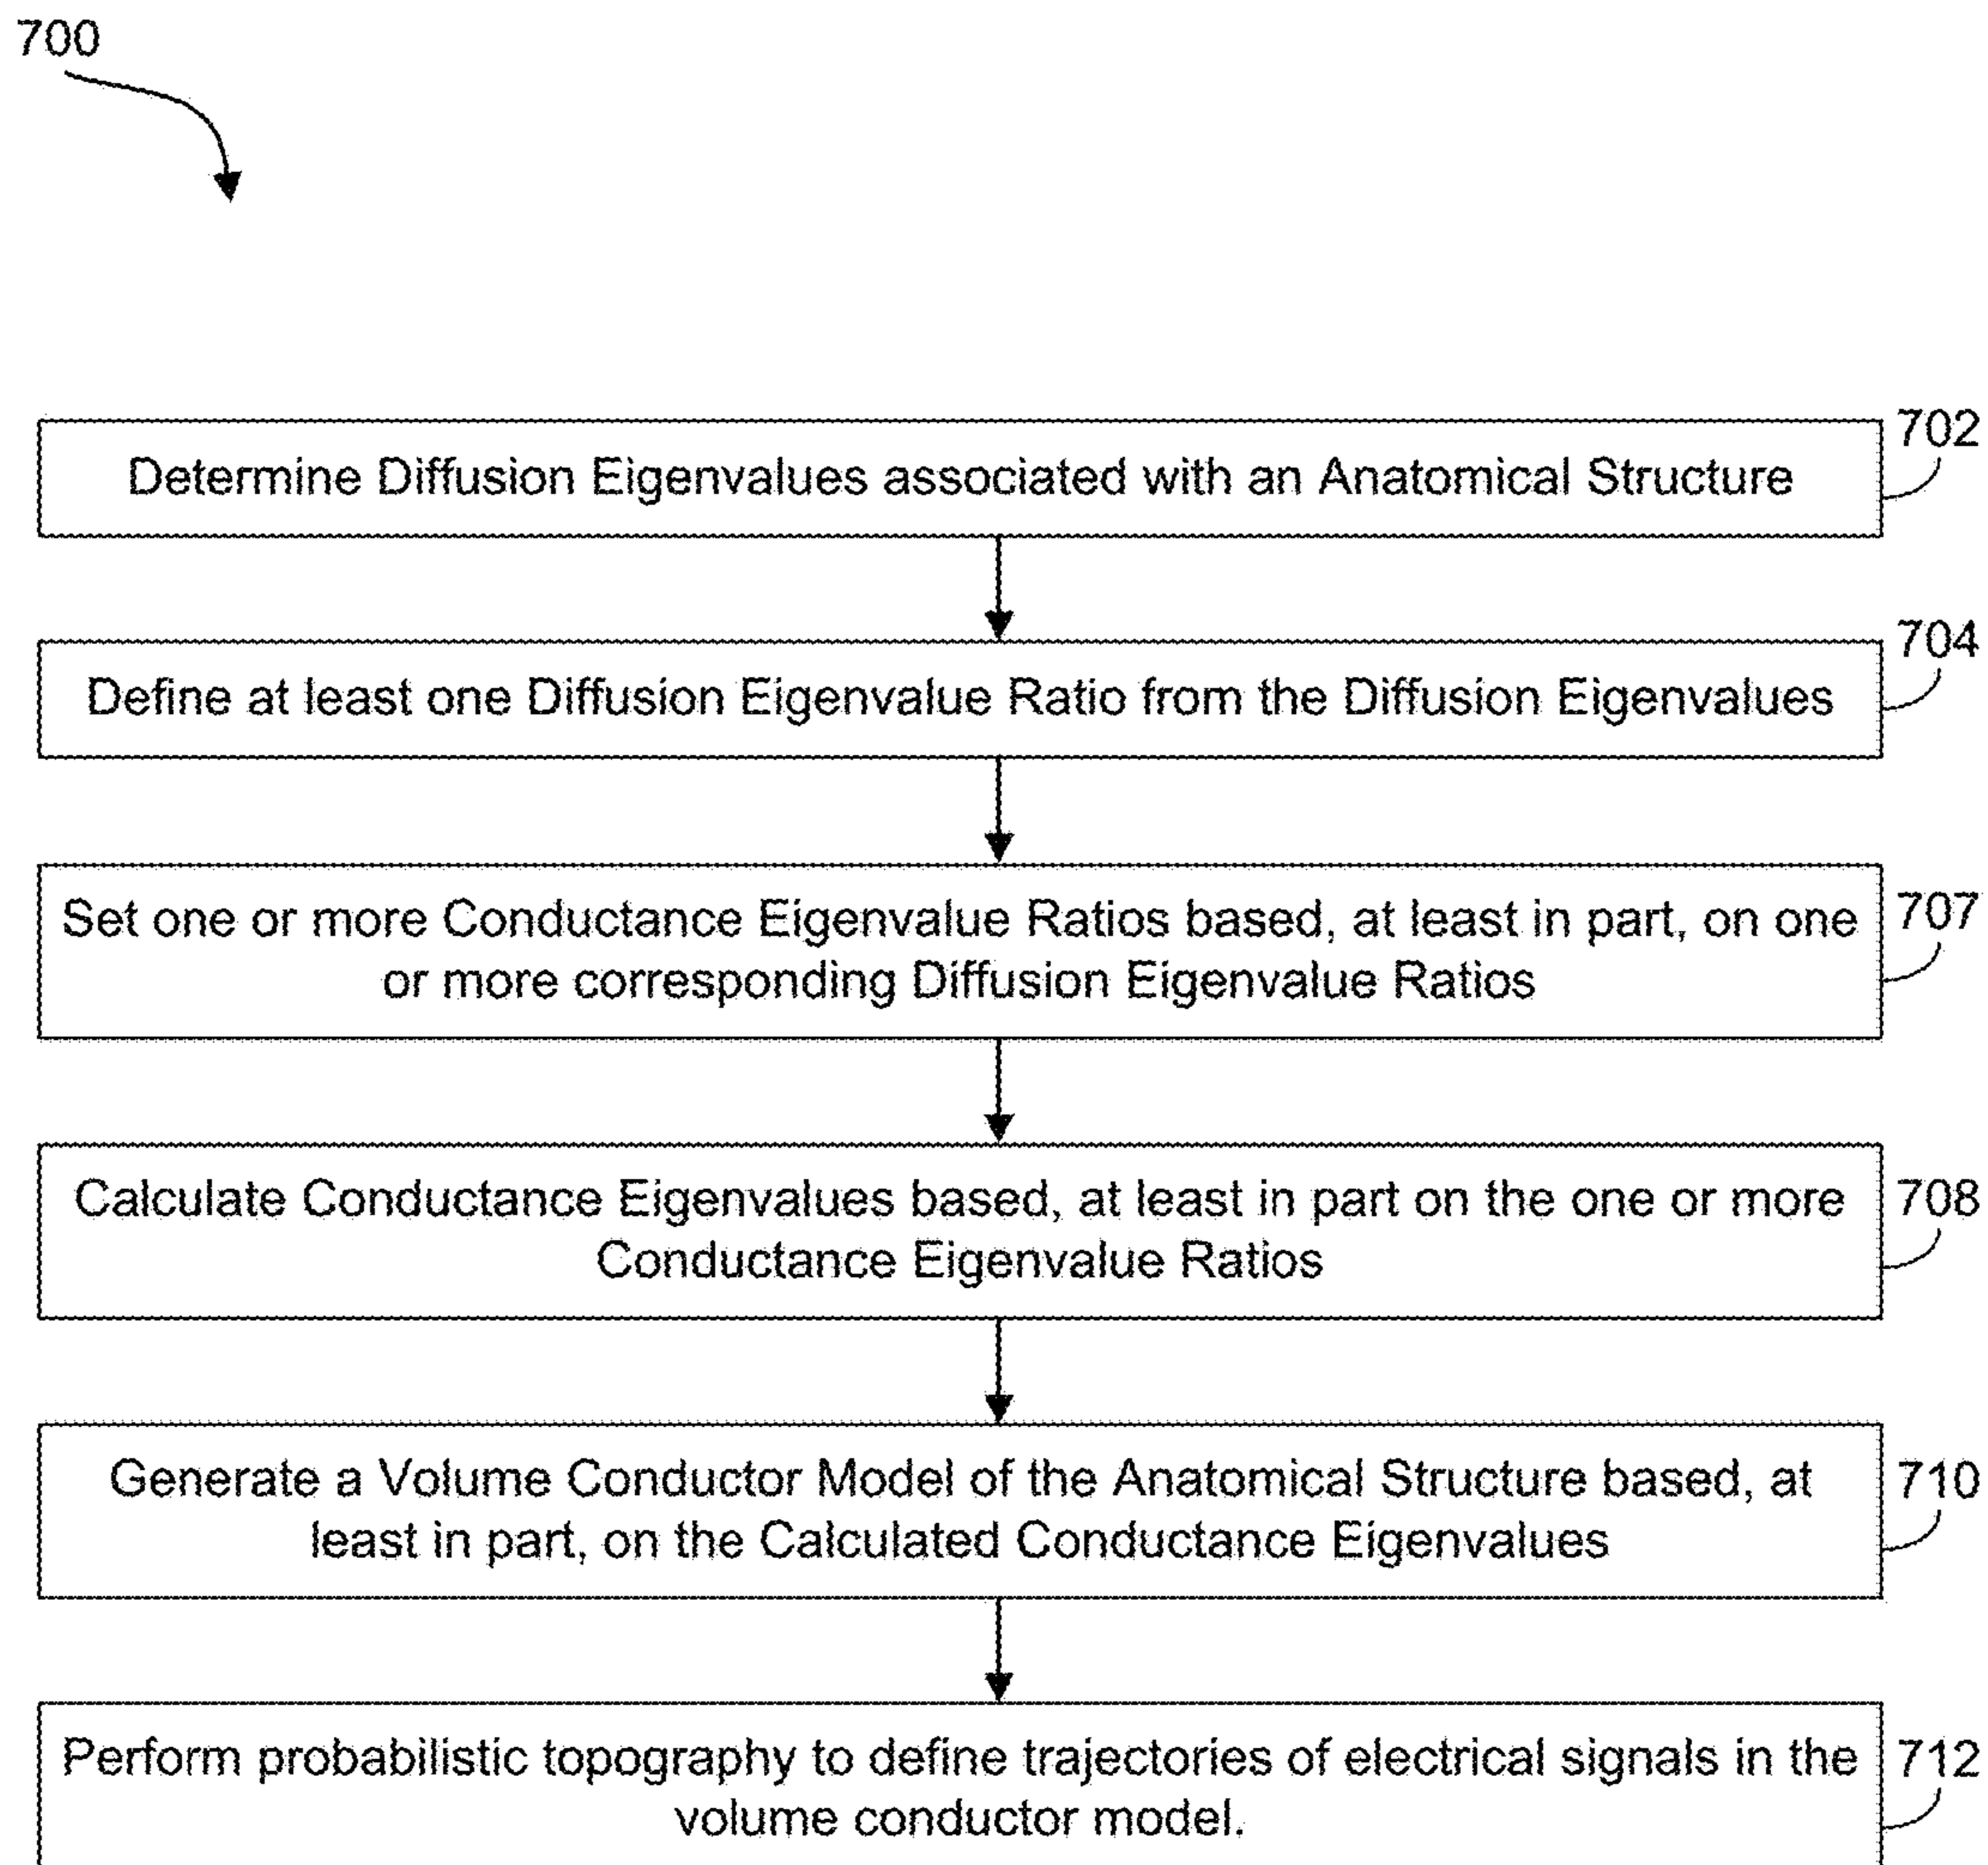 700
Determine Diffusion Eigenvalues associated with an Anatomical Structure
702
Define at least one Diffusion Eigenvalue Ratio from the Diffusion Eigenvalues
704
Set one or more Conductance Eigenvalue Ratios based, at least in part, on one
or more corresponding Diffusion Eigenvalue Ratios
707
Calculate Conductance Eigenvalues based, at least in part on the one or more
Conductance Eigenvalue Ratios
708
Generate a Volume Conductor Model of the Anatomical Structure based, at
least in part, on the Calculated Conductance Eigenvalues
710
Perform probabilistic topography to define trajectories of electrical signals in the
volume conductor model.
712